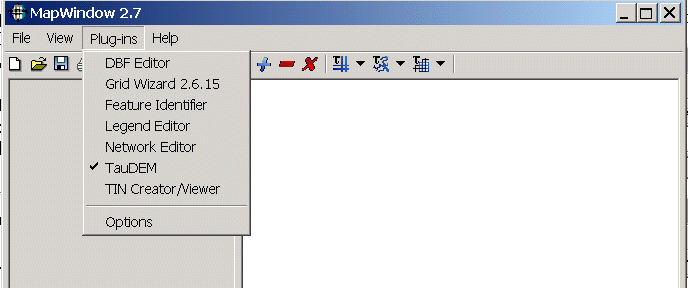 MapWindow 2.7
File View Plug-ins Help
DBF Editor
Grid Wizard 2.6.15
Feature Identifier
Legend Editor
Network Editor
TauDEM
TIN Creator/Viewer
Options